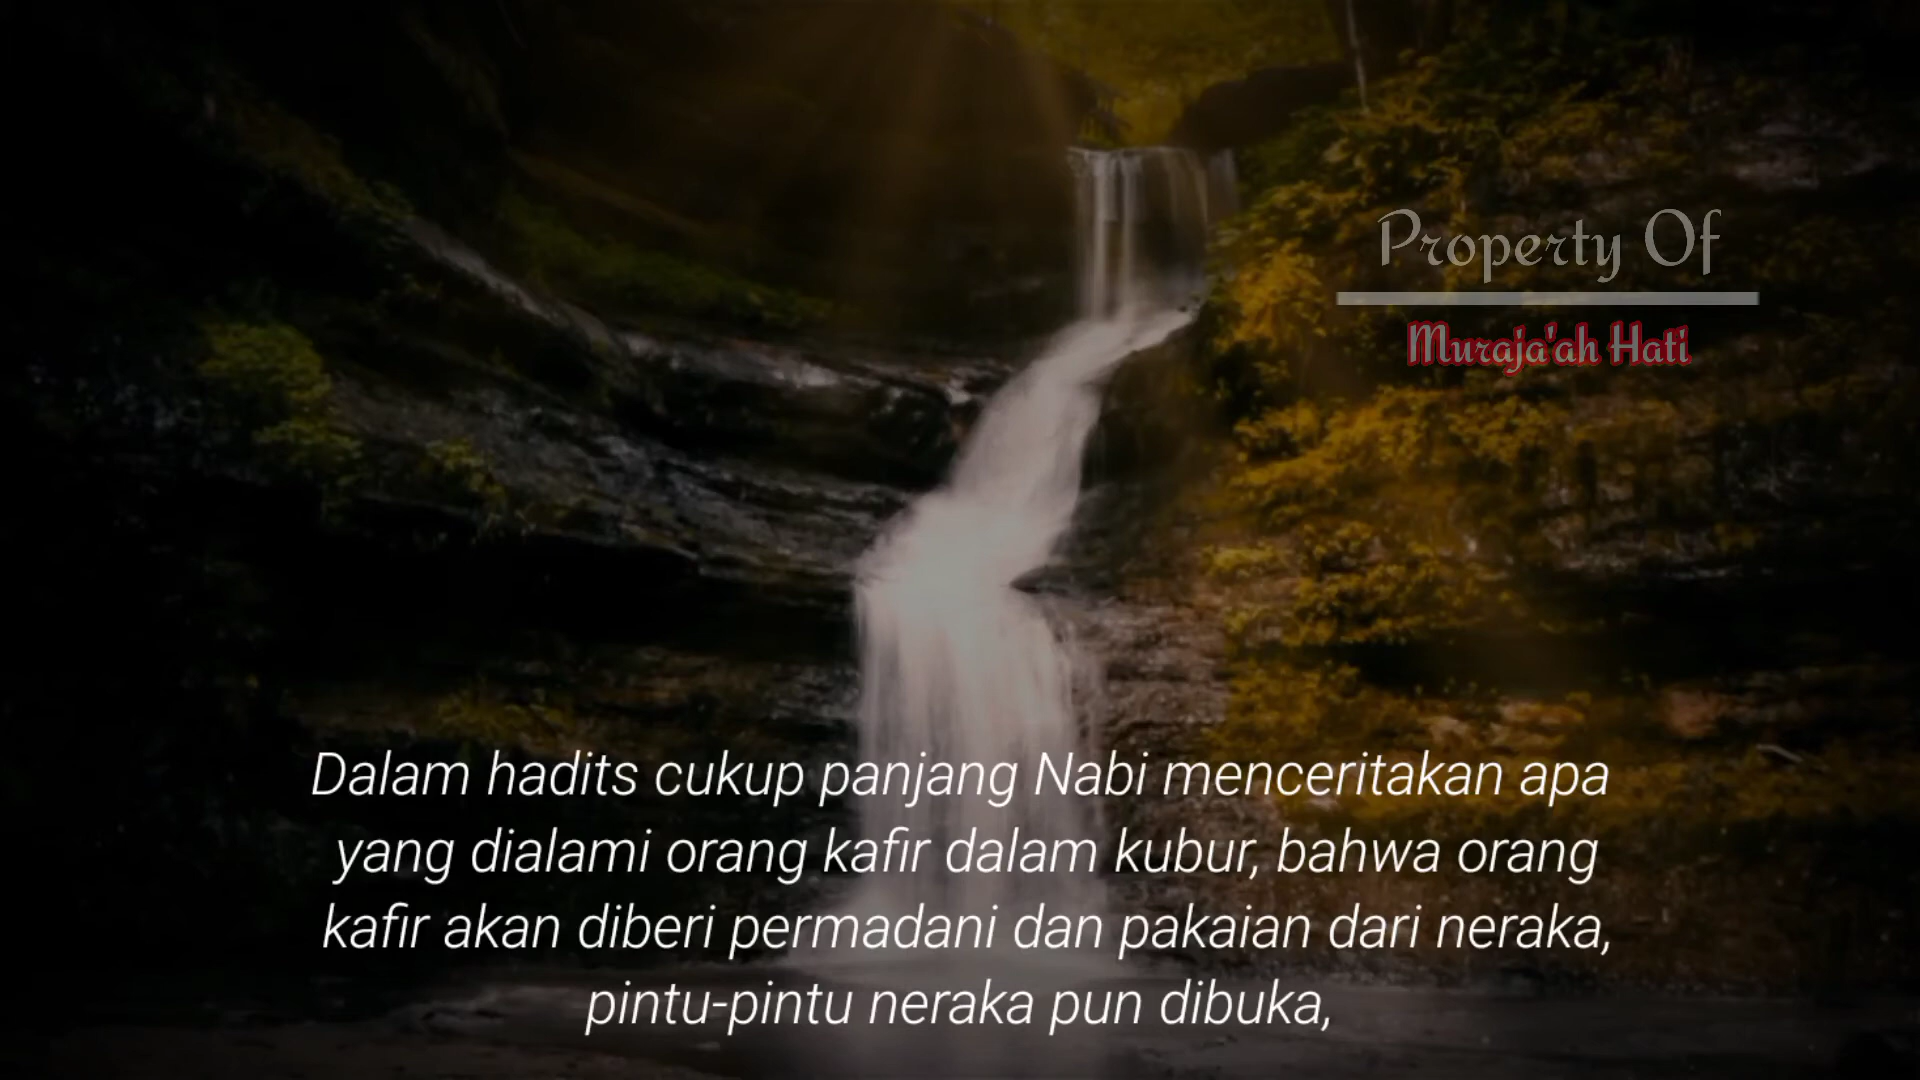 Property Of
Muraja'ah Hati
Dalam hadits cukup panjang Nabi menceritakan apa
yang dialami orang kafir dalam kubur, bahwa orang
kafir akan diberi permadani dan pakaian dari neraka,
pintu-pintu neraka pun dibuka,